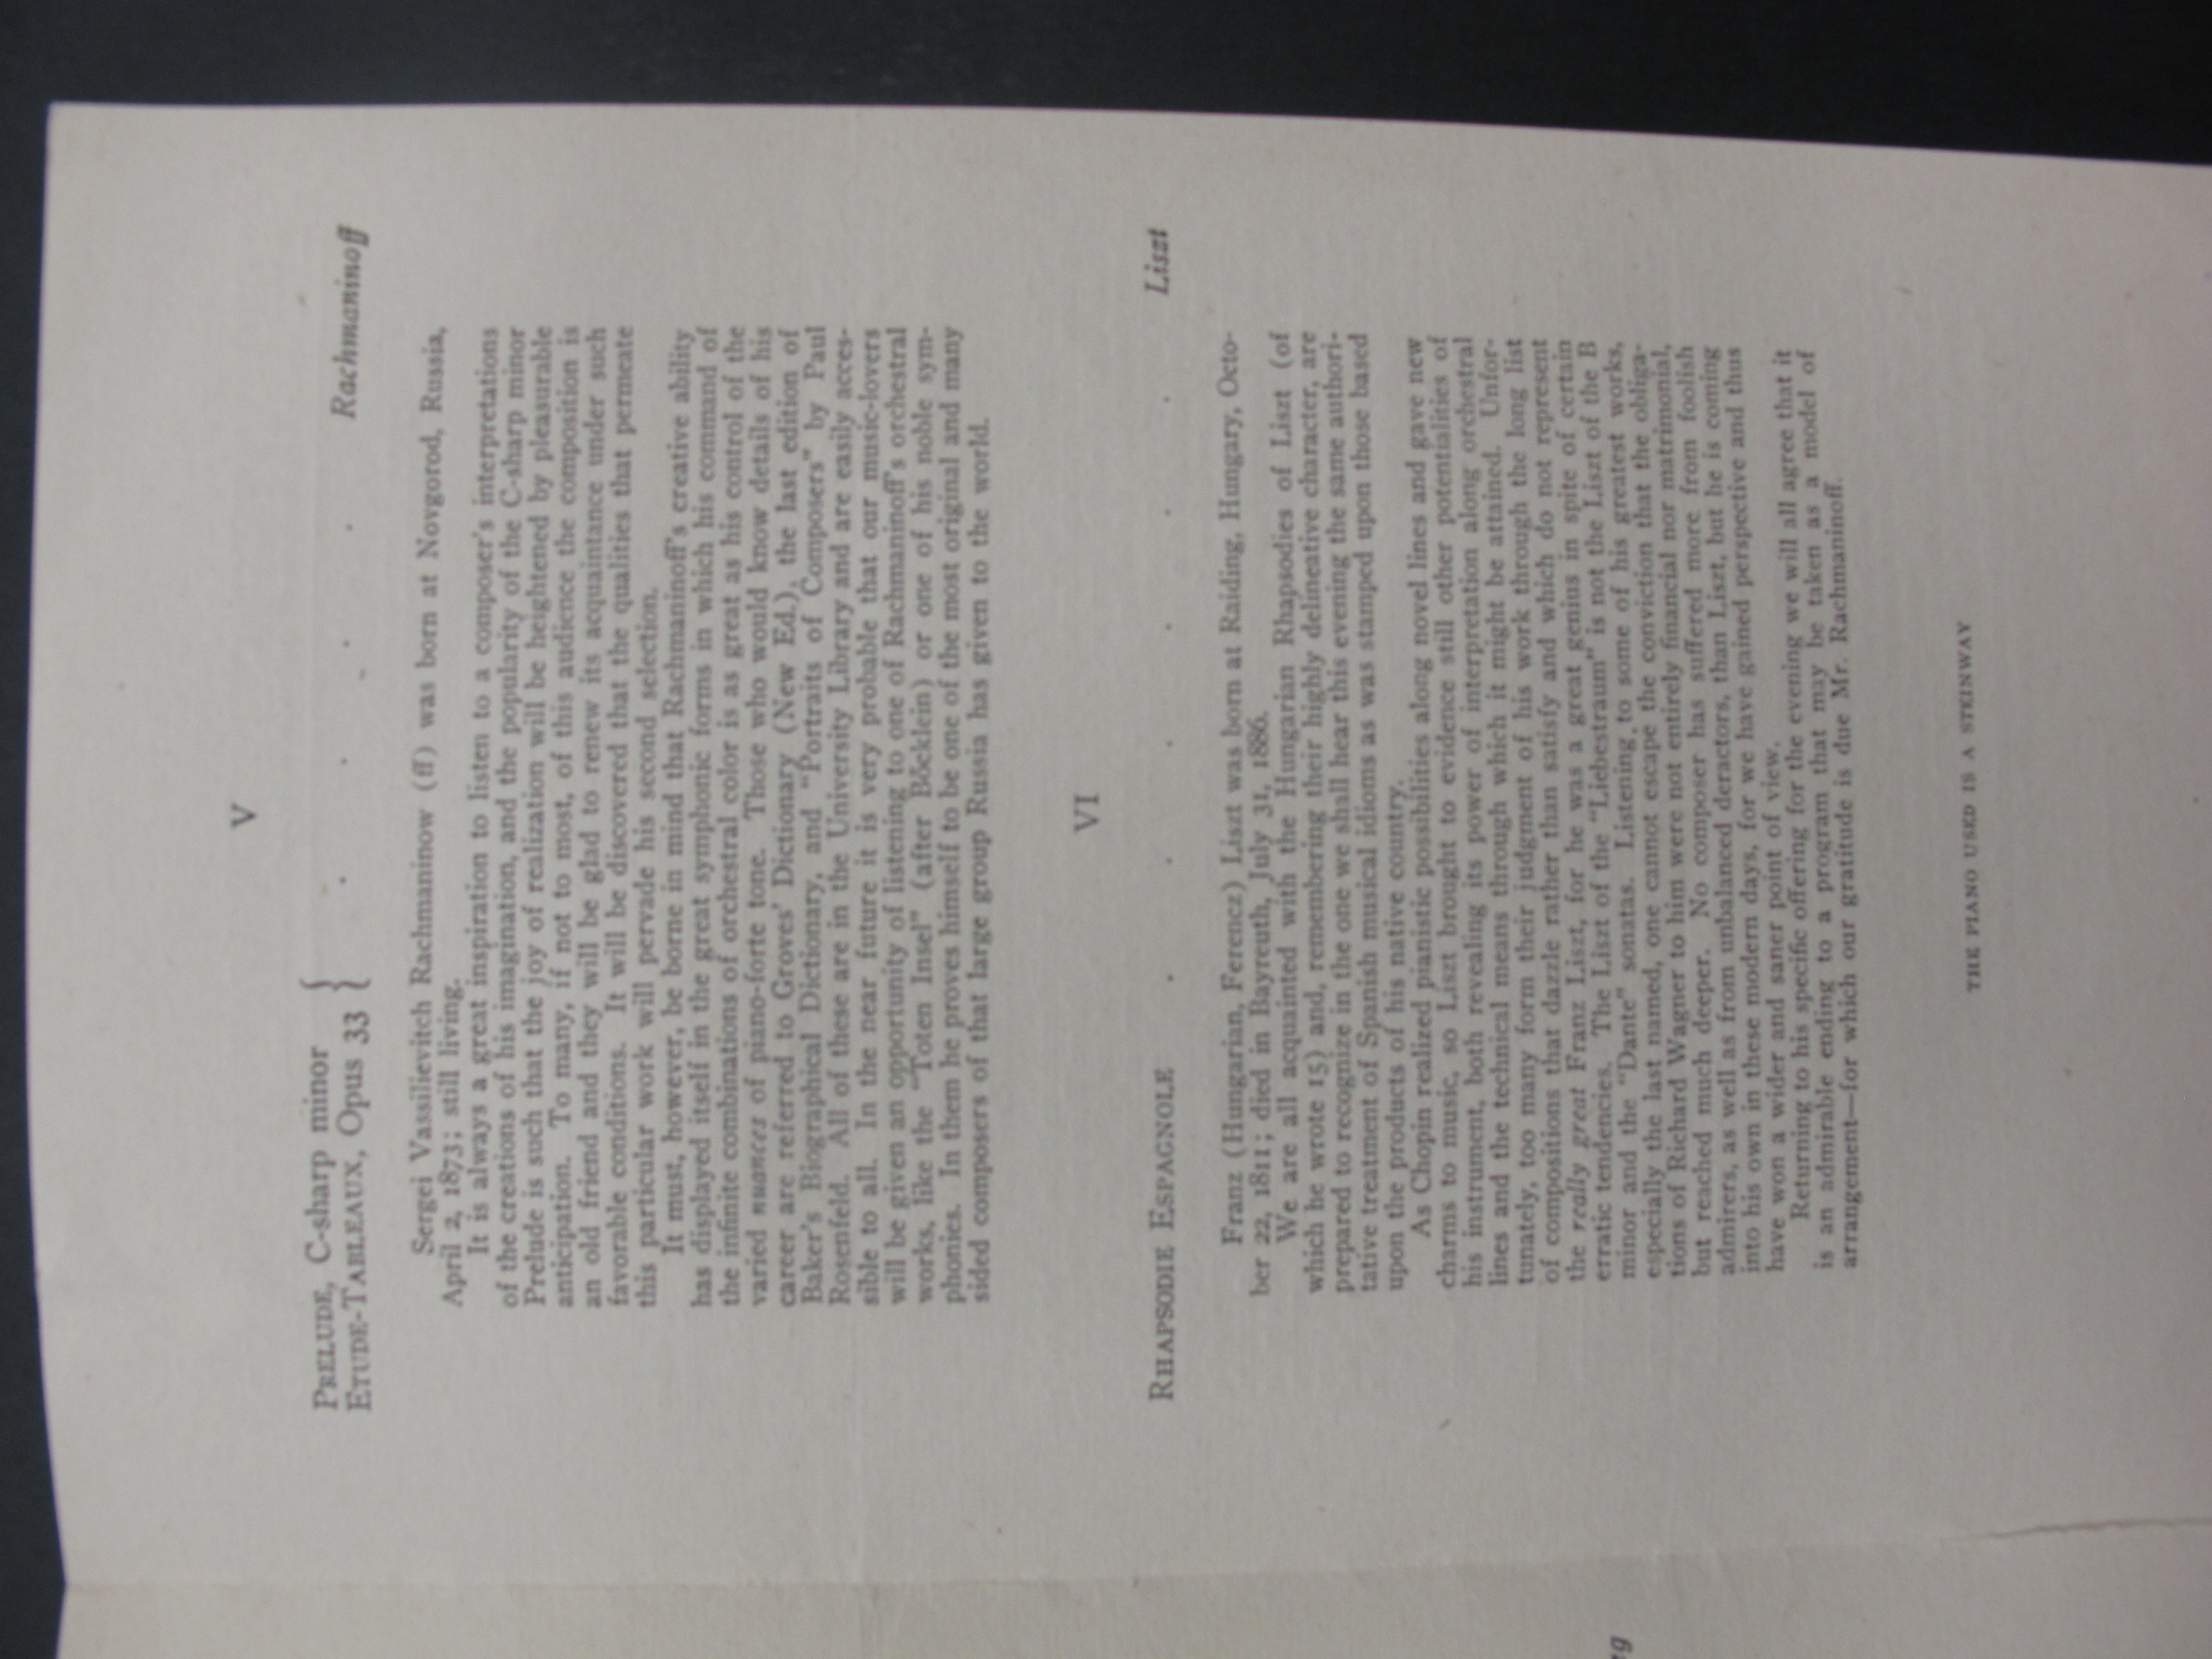 V
PRELUDE, C-sharp minor
ETUDE-TABLEAUX, Opus 33 } . . . . Rachmaninoff
Sergei Vassilievitch Rachmaninow (ff) was born at Novgorod, Russia,
April 2, 1873; still living.
It is always a great inspiration to listen to a composer's interpretations
of the creations of his imagination, and the popularity of the C-sharp minor
Prelude is such that the joy of realization will be heightened by pleasurable
anticipation. To many, if not to most, of this audience the composition is
an old friend and they will be glad to renew its acquaintance under such
favorable conditions. It will be discovered that the qualities that permeate
this particular work will pervade his second selection.
It must, however, be borne in mind that Rachmaninoff's creative ability
has displayed itself in the great symphonic forms in which his command of
the infinite combinations of orchestral color is as great as his control of the
varied nuances of piano-forte tone. Those who would know details of his
career are referred to Groves' Dictionary (New Ed.), the last edition of
Baker's Biographical Dictionary, and "Portraits of Composers" by Paul
Rosenfeld. All of these are in the University Library and are easily acces-
sible to all. In the near future it is very probable that our music-lovers
will be given an opportunity of listening to one of Rachmaninoff's orchestral
works, like the "Toten Insel" (after Böcklein) or one of his noble sym-
phonies. In them he proves himself to be one of the most original and many
sided composers of that large group Russia has given to the world.
VI
RHAPSODIE ESPAGNOLE . . . . . . Liszt
Franz (Hungarian, Ferencz) Liszt was born at Raiding, Hungary, Octo-
ber 22, 1811; died in Bayreuth, July 31, 1886.
We are all acquainted with the Hungarian Rhapsodies of Liszt (of
which he wrote 15) and, remembering their highly delineative character, are
prepared to recognize in the one we shall hear this evening the same authori-
tative treatment of Spanish musical idioms as was stamped upon those based
upon the products of his native country.
As Chopin realized pianistic possibilities along novel lines and gave new
charms to music, so Liszt brought to evidence still other potentialities of
his instrument, both revealing its power of interpretation along orchestral
lines and the technical means through which it might be attained. Unfor-
tunately, too many form their judgment of his work through the long list
of compositions that dazzle rather than satisfy and which do not represent
the really great Franz Liszt, for he was a great genius in spite of certain
erratic tendencies. The Liszt of the "Liebestraum" is not the Liszt of the B
minor and the "Dante" sonatas. Listening to some of his greatest works,
especially the last named, one cannot escape the conviction that the obliga-
tions of Richard Wagner to him were not entirely financial nor matrimonial,
but reached much deeper. No composer has suffered more from foolish
admirers, as well as from unbalanced deractors, than Liszt, but he is coming
into his own in these modern days, for we have gained perspective and thus
have won a wider and saner point of view.
Returning to his specific offering for the evening we will all agree that it
is an admirable ending to a program that may be taken as a model of
arrangement—for which our gratitude is due Mr. Rachmaninoff.
THE PIANO USED IS A STEINWAY